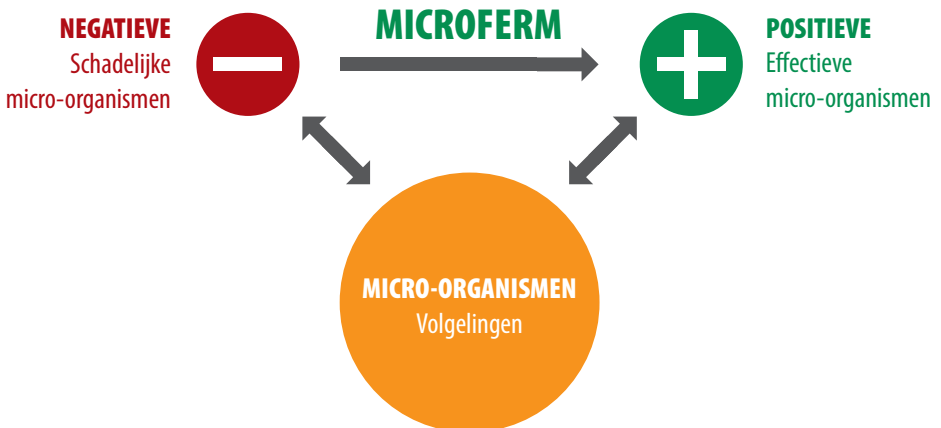 NEGATIEVE
Schadelijke
micro-organismen
MICROFERM
POSITIEVE
Effectieve
micro-organismen
MICRO-ORGANISMEN
Volgelingen